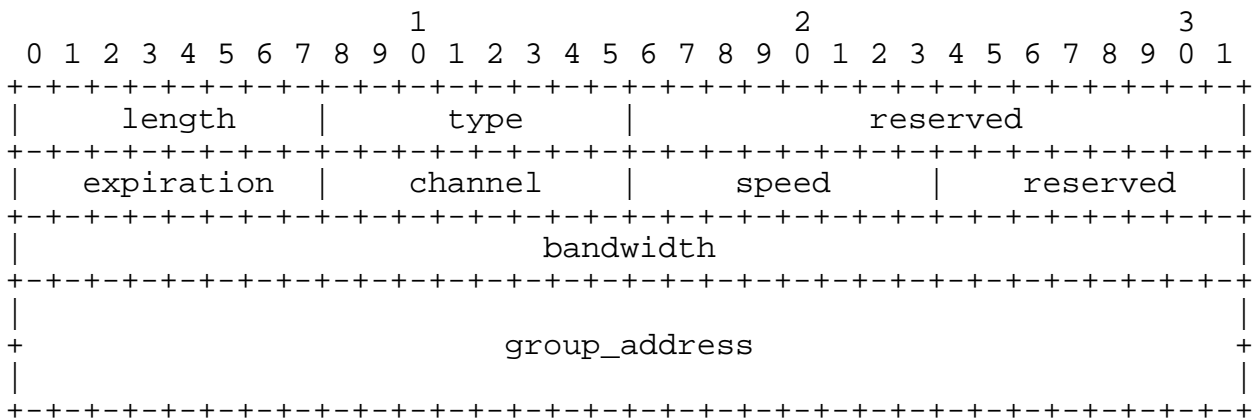 1                   2                   3
 0 1 2 3 4 5 6 7 8 9 0 1 2 3 4 5 6 7 8 9 0 1 2 3 4 5 6 7 8 9 0 1
+-+-+-+-+-+-+-+-+-+-+-+-+-+-+-+-+-+-+-+-+-+-+-+-+-+-+-+-+-+-+-+-+
|     length    |      type     |            reserved           |
+-+-+-+-+-+-+-+-+-+-+-+-+-+-+-+-+-+-+-+-+-+-+-+-+-+-+-+-+-+-+-+-+
|   expiration  |    channel    |     speed     |    reserved   |
+-+-+-+-+-+-+-+-+-+-+-+-+-+-+-+-+-+-+-+-+-+-+-+-+-+-+-+-+-+-+-+-+
|                           bandwidth                           |
+-+-+-+-+-+-+-+-+-+-+-+-+-+-+-+-+-+-+-+-+-+-+-+-+-+-+-+-+-+-+-+-+
|                                                               |
+                         group_address                         +
|                                                               |
+-+-+-+-+-+-+-+-+-+-+-+-+-+-+-+-+-+-+-+-+-+-+-+-+-+-+-+-+-+-+-+-+